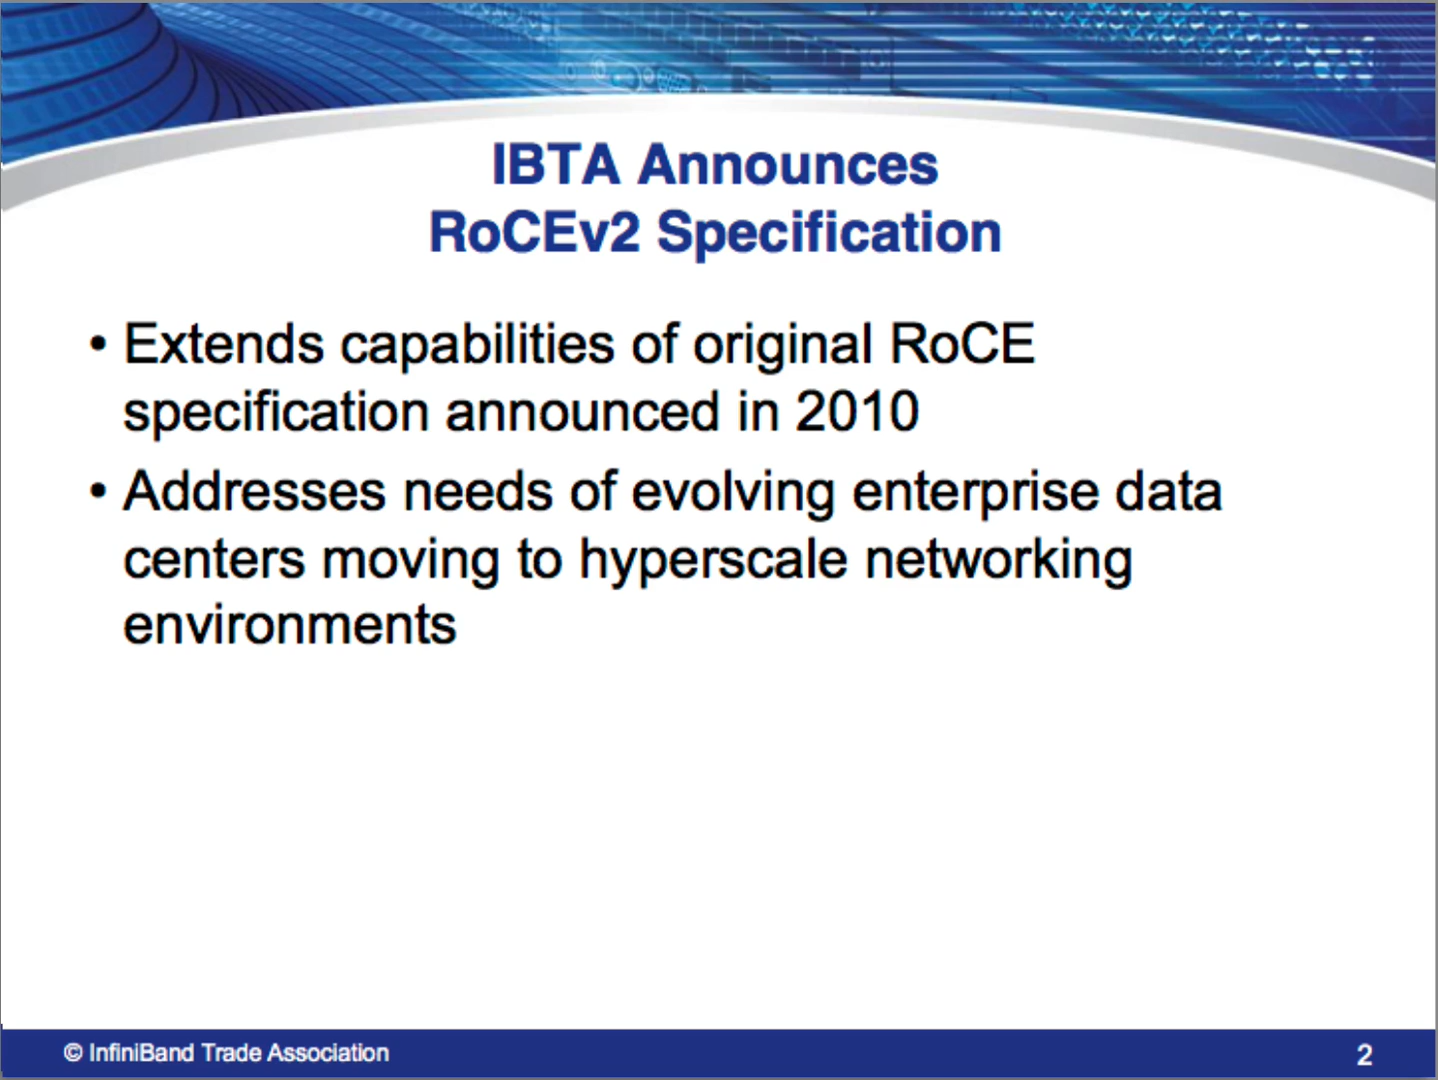 IBTA Announces
RoCEv2 Specification
• Extends capabilities of original RoCE
specification announced in 2010
• Addresses needs of evolving enterprise data
centers moving to hyperscale networking
environments
© InfiniBand Trade Association
2